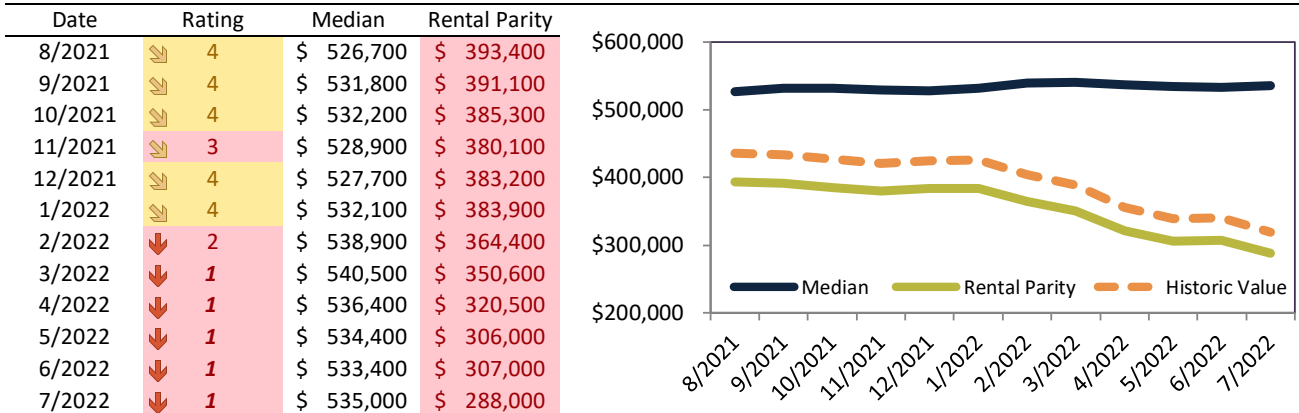 Date Rating Median Rental Parity
8/2021 4 $ 526,700 $ 393,400
9/2021 4 $ 531,800 $ 391,100
10/2021 4 $ 532,200 $ 385,300
11/2021 3 $ 528,900 $ 380,100
12/2021 4 $ 527,700 $ 383,200
1/2022 4 $ 532,100 $ 383,900
2/2022 2 $ 538,900 $ 364,400
3/2022 1 $ 540,500 $ 350,600
4/2022 1 $ 536,400 $ 320,500
5/2022 1 $ 534,400 $ 306,000
6/2022 1 $ 533,400 $ 307,000
7/2022 1 $ 535,000 $ 288,000
$600,000
$500,000
$400,000
$300,000
$200,000
Median Rental Parity Historic Value
8/2021 9/2021 10/2021 11/2021 12/2021 1/2022 2/2022 3/2022 4/2022 5/2022 6/2022 7/2022